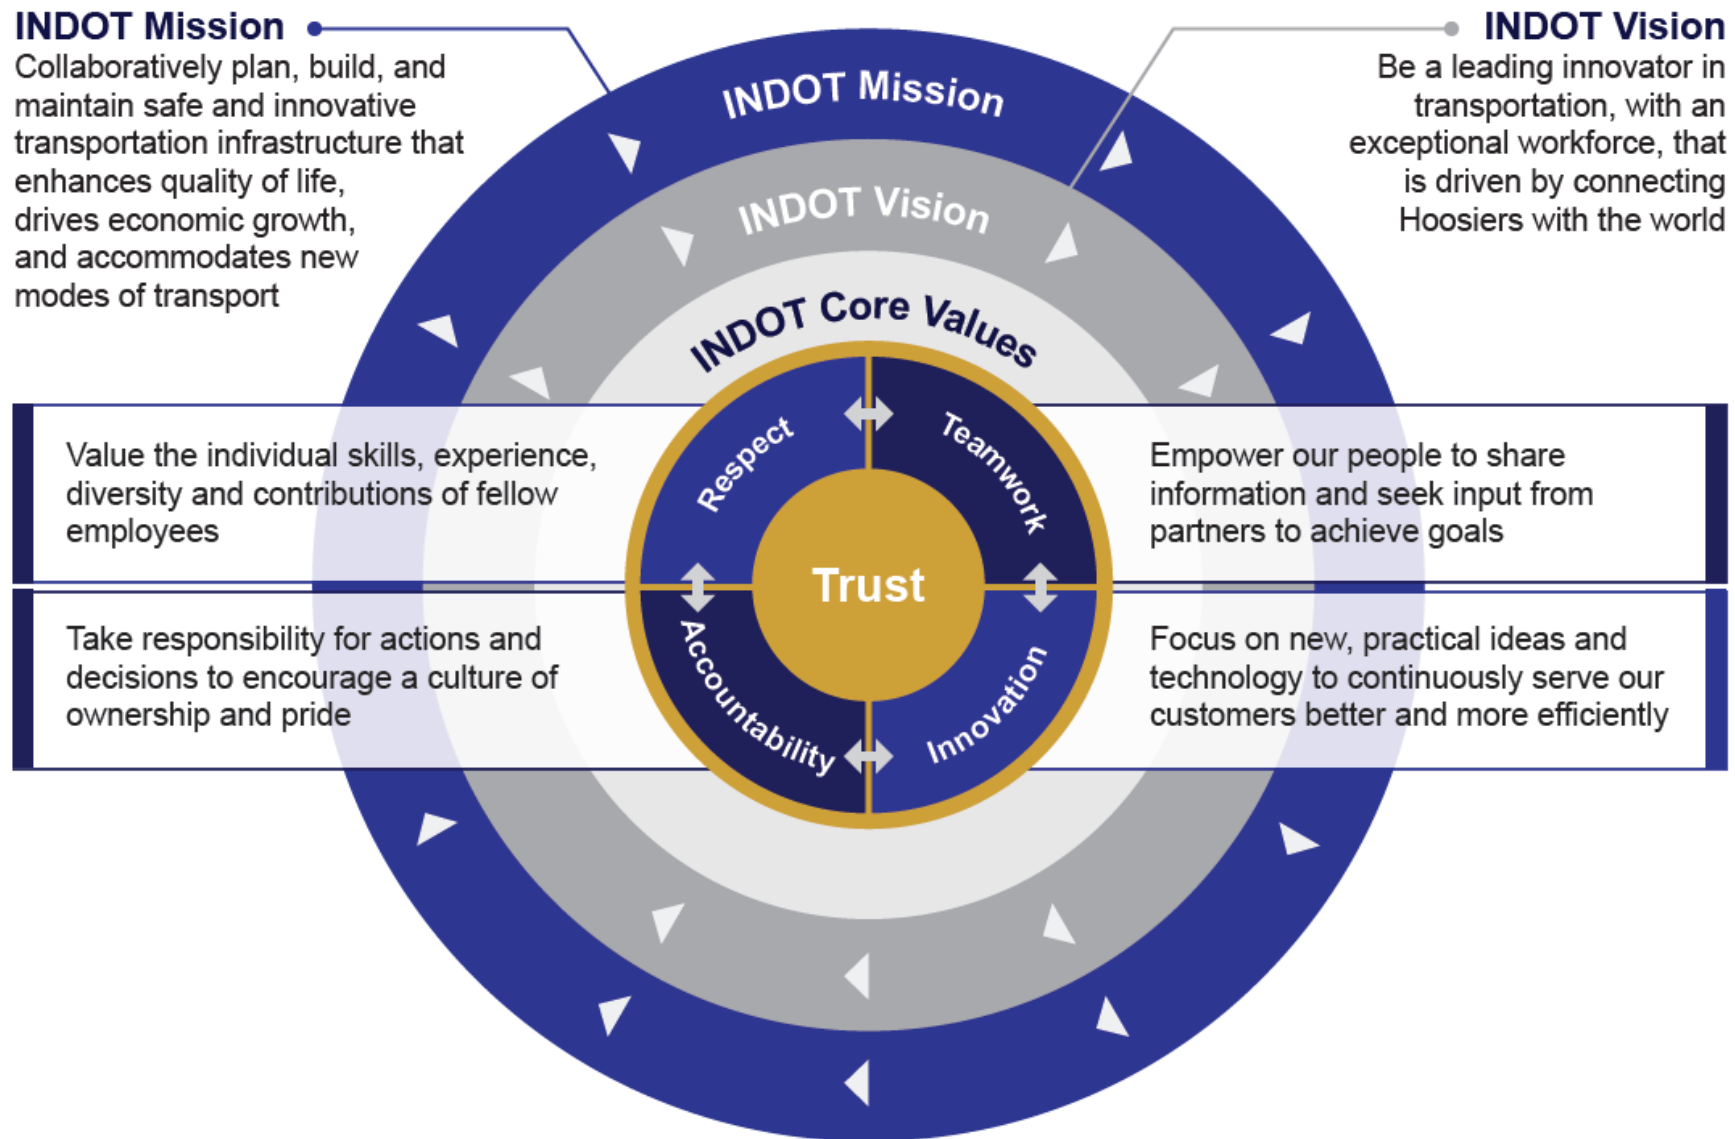 INDOT Mission
Collaboratively plan, build, and
maintain safe and innovative
transportation infrastructure that
enhances quality of life,
drives economic growth,
and accommodates new
modes of transport
INDOT Vision
Be a leading innovator in
transportation, with an
exceptional workforce, that
is driven by connecting
Hoosiers with the world
INDOT Mission
INDOT Vision
INDOT Core Values
Respect
Teamwork
Trust
Accountability
Innovation
Value the individual skills, experience,
diversity and contributions of fellow
employees
Empower our people to share
information and seek input from
partners to achieve goals
Take responsibility for actions and
decisions to encourage a culture of
ownership and pride
Focus on new, practical ideas and
technology to continuously serve our
customers better and more efficiently